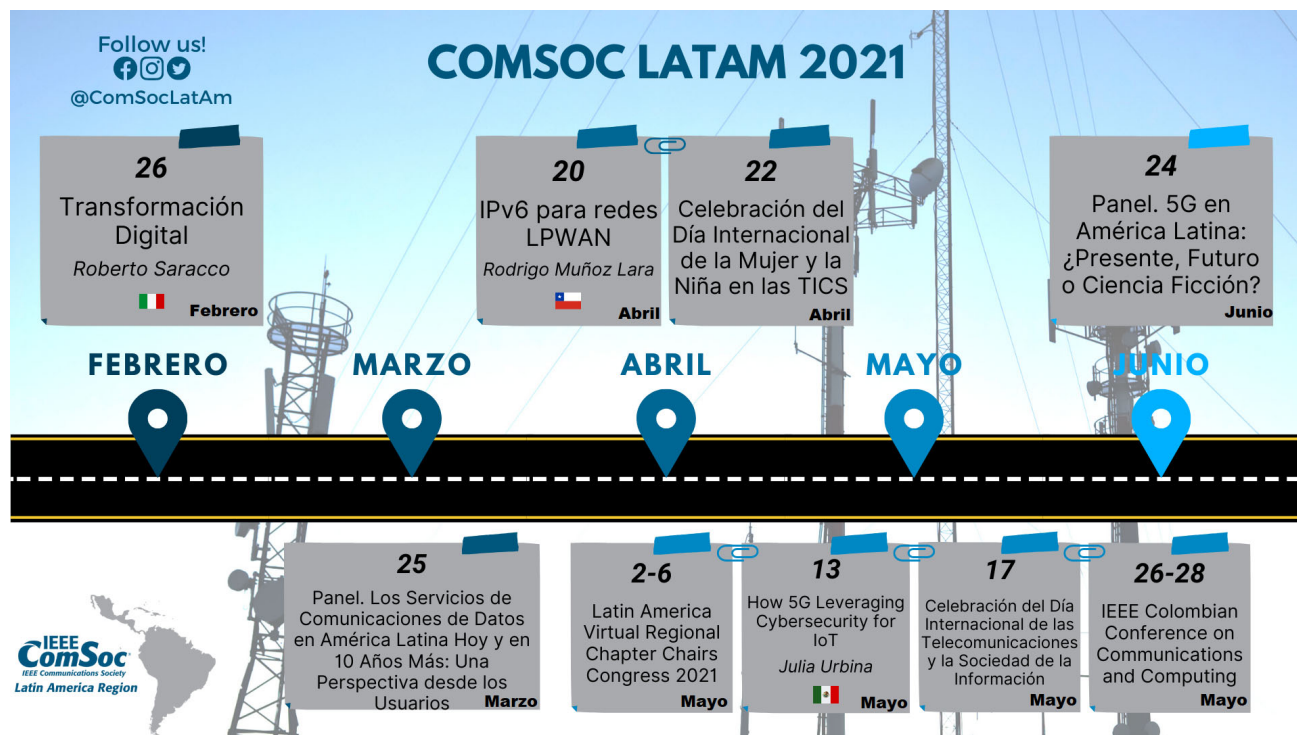 Follow us!
@ComSocLatAm
COMSOC LATAM 2021
26
Transformación
Digital
Roberto Saracco
Febrero
20
IPv6 para redes
LPWAN
Rodrigo Muñoz Lara
Abril
22
Celebración del
Día Internacional
de la Mujer y la
Niña en las TICS
Abril
24
Panel. 5G en
América Latina:
¿Presente, Futuro
o Ciencia Ficción?
Junio
FEBRERO
MARZO
ABRIL
MAYO
JUNIO
25
Panel. Los Servicios de
Comunicaciones de Datos
en América Latina Hoy y en
10 Años Más: Una
Perspectiva desde los
Usuarios
Marzo
2-6
Latin America
Virtual Regional
Chapter Chairs
Congress 2021
Mayo
13
How 5G Leveraging
Cybersecurity for
IoT
Julia Urbina
Mayo
17
Celebración del Día
Internacional de las
Telecomunicaciones
y la Sociedad de la
Información
Mayo
26-28
IEEE Colombian
Conference on
Communications
and Computing
Mayo
IEEE
ComSoc
IEEE Communications Society
Latin America Region